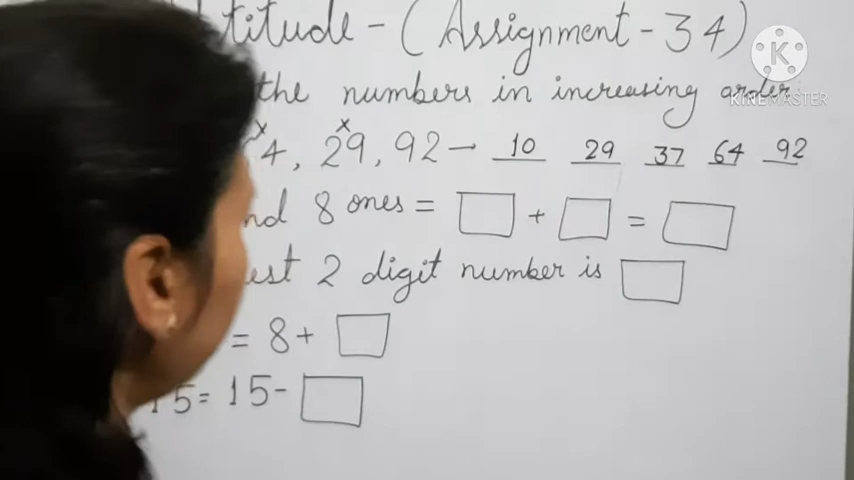 titude - (Assignment - 34)
the numbers in increasing order.
4, 29, 92 - 10 29 37 64 92
nd 8 ones = □ + □ = □
est 2 digit number is □
= 8 + □
15 = 15 - □
K
KINEMASTER